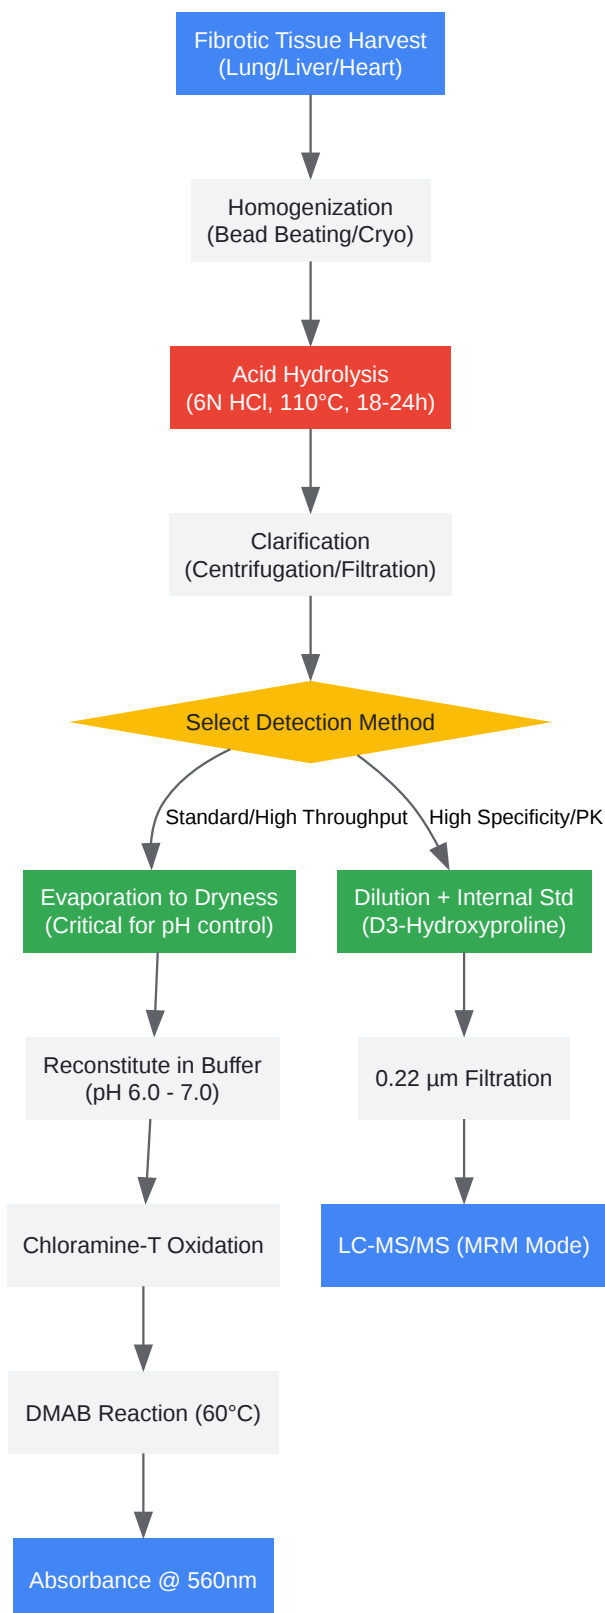 Fibrotic Tissue Harvest
(Lung/Liver/Heart)
Homogenization
(Bead Beating/Cryo)
Acid Hydrolysis
(6N HCl, 110°C, 18-24h)
Clarification
(Centrifugation/Filtration)
Select Detection Method
Standard/High Throughput
High Specificity/PK
Evaporation to Dryness
(Critical for pH control)
Dilution + Internal Std
(D3-Hydroxyproline)
Reconstitute in Buffer
(pH 6.0 - 7.0)
0.22 µm Filtration
Chloramine-T Oxidation
LC-MS/MS (MRM Mode)
DMAB Reaction (60°C)
Absorbance @ 560nm